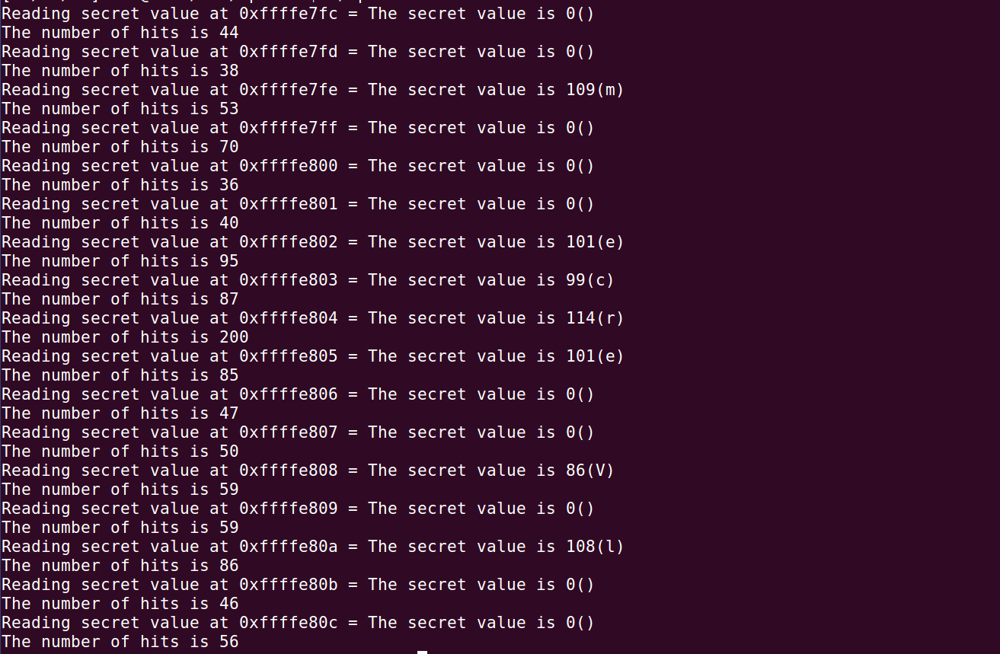 Reading secret value at 0xffffe7fc = The secret value is 0()
The number of hits is 44
Reading secret value at 0xffffe7fd = The secret value is 0()
The number of hits is 38
Reading secret value at 0xffffe7fe = The secret value is 109(m)
The number of hits is 53
Reading secret value at 0xffffe7ff = The secret value is 0()
The number of hits is 70
Reading secret value at 0xffffe800 = The secret value is 0()
The number of hits is 36
Reading secret value at 0xffffe801 = The secret value is 0()
The number of hits is 40
Reading secret value at 0xffffe802 = The secret value is 101(e)
The number of hits is 95
Reading secret value at 0xffffe803 = The secret value is 99(c)
The number of hits is 87
Reading secret value at 0xffffe804 = The secret value is 114(r)
The number of hits is 200
Reading secret value at 0xffffe805 = The secret value is 101(e)
The number of hits is 85
Reading secret value at 0xffffe806 = The secret value is 0()
The number of hits is 47
Reading secret value at 0xffffe807 = The secret value is 0()
The number of hits is 50
Reading secret value at 0xffffe808 = The secret value is 86(V)
The number of hits is 59
Reading secret value at 0xffffe809 = The secret value is 0()
The number of hits is 59
Reading secret value at 0xffffe80a = The secret value is 108(l)
The number of hits is 86
Reading secret value at 0xffffe80b = The secret value is 0()
The number of hits is 46
Reading secret value at 0xffffe80c = The secret value is 0()
The number of hits is 56